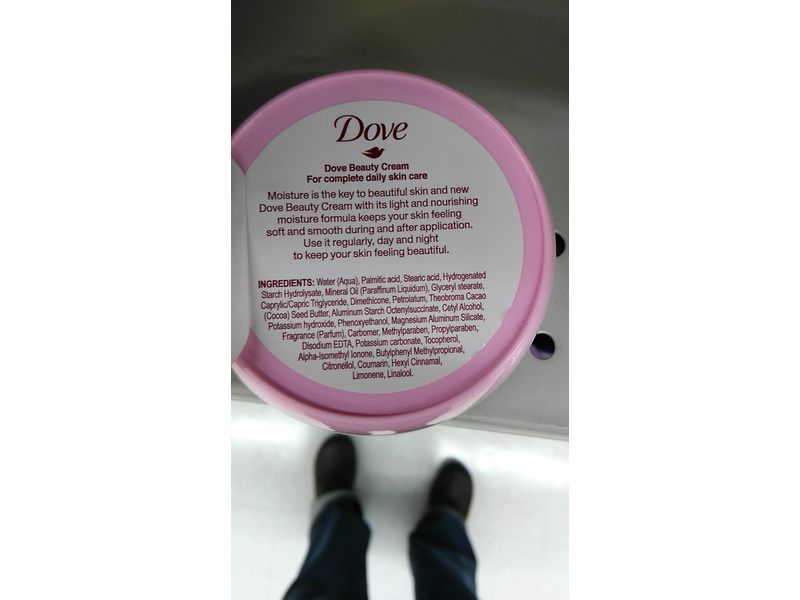 Dove
Dove Beauty Cream
For complete daily skin care
Moisture is the key to beautiful skin and new
Dove Beauty Cream with its light and nourishing
moisture formula keeps your skin feeling
soft and smooth during and after application.
Use it regularly, day and night
to keep your skin feeling beautiful.
INGREDIENTS: Water (Aqua), Palmitic acid, Stearic acid, Hydrogenated
Starch Hydrolysate, Mineral Oil (Paraffinum Liquidum), Glyceryl stearate,
Caprylic/Capric Triglyceride, Dimethicone, Petrolatum, Theobroma Cacao
(Cocoa) Seed Butter, Aluminum Starch Octenylsuccinate, Cetyl Alcohol,
Potassium hydroxide, Phenoxyethanol, Magnesium Aluminum Silicate,
Fragrance (Parfum), Carbomer, Methylparaben, Propylparaben,
Disodium EDTA, Potassium carbonate, Tocopherol,
Alpha-Isomethyl Ionone, Butylphenyl Methylpropional,
Citronellol, Coumarin, Hexyl Cinnamal,
Limonene, Linalool.